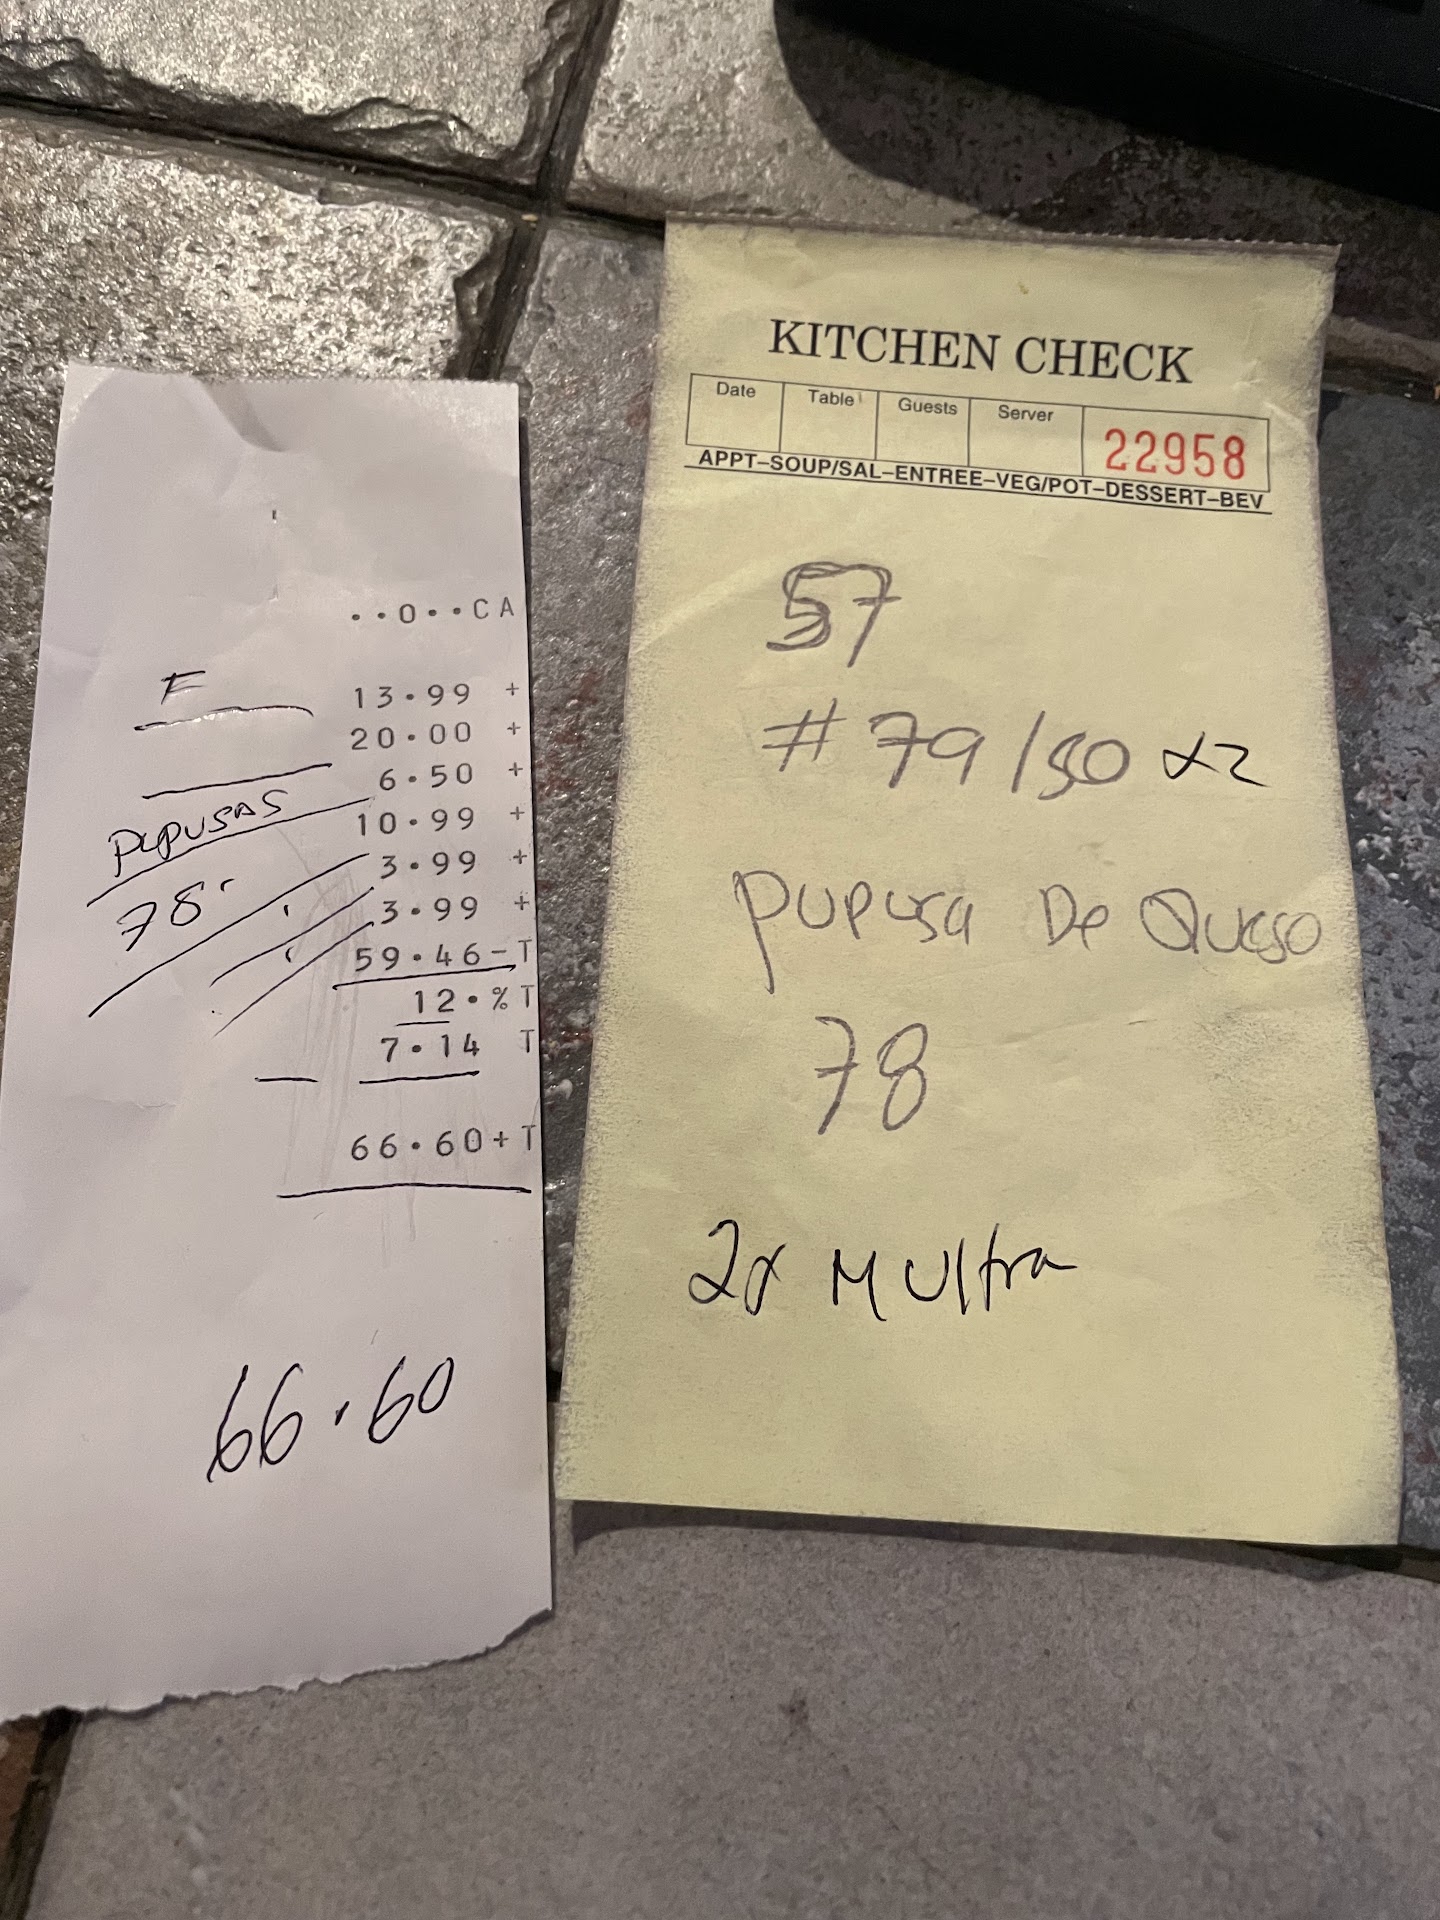 ..0..CA
F 13.99 +
20.00 +
6.50 +
PUPUSAS 10.99 +
78 3.99 +
3.99 +
59.46-T
12.%T
7.14 T
66.60+T
66.60
KITCHEN CHECK
Date Table Guests Server 22958
APPT–SOUP/SAL–ENTREE–VEG/POT–DESSERT–BEV
57
# 79/80 x2
PUPUSA De Queso
78
2x M Ultra